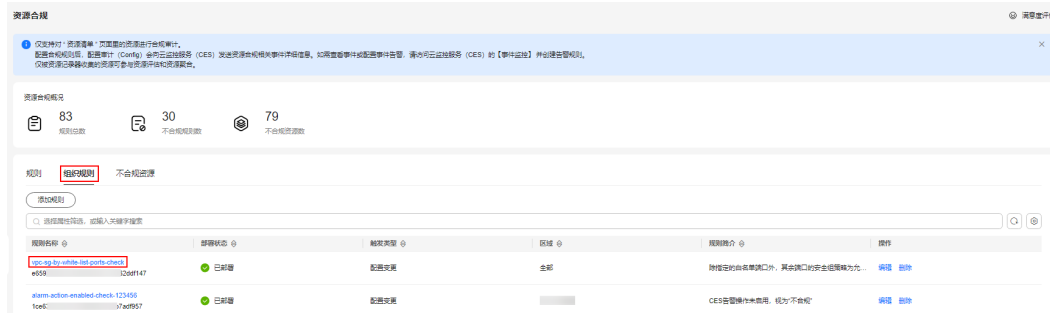 资源合规
满意度评
仅支持对“资源清单”页面里的资源进行合规审计。
配置合规规则后，配置审计（Config）会向云监控服务（CES）发送资源合规相关事件详细信息。如需查看事件或配置事件告警，请访问云监控服务（CES）的【事件监控】并创建告警规则。
仅被资源记录器收集的资源可参与资源评估和资源聚合。
资源合规概况
83
规则总数
30
不合规规则数
79
不合规资源数
规则 组织规则 不合规资源
添加规则
选择属性筛选，或输入关键字搜索
规则名称 部署状态 触发类型 区域 规则简介 操作
vpc-sg-by-white-list-ports-check
e659 2ddf147
已部署 配置变更 全部 除指定的白名单端口外，其余端口的安全组策略为允... 编辑 删除
alarm-action-enabled-check-123456
1ce6 7adf957
已部署 配置变更 CES告警操作未启用，视为“不合规” 编辑 删除